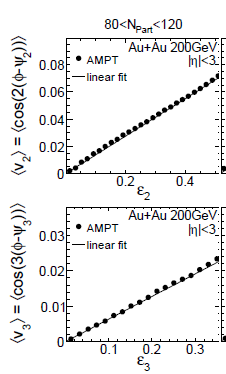 80<N_Part<120
Au+Au 200GeV
|η|<3
AMPT
linear fit
⟨v₂⟩ = ⟨cos(2(ϕ-ψ₂))⟩
0.08
0.06
0.04
0.02
0
0.2 0.4
ε₂
Au+Au 200GeV
|η|<3
AMPT
linear fit
⟨v₃⟩ = ⟨cos(3(ϕ-ψ₃))⟩
0.03
0.02
0.01
0
0.1 0.2 0.3
ε₃